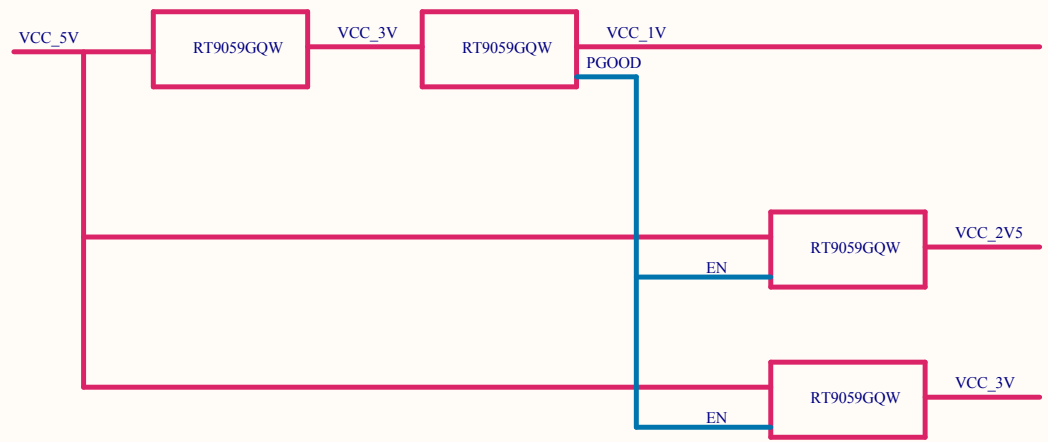 VCC_5V
RT9059GQW
VCC_3V
RT9059GQW
VCC_1V
PGOOD
RT9059GQW
VCC_2V5
EN
RT9059GQW
VCC_3V
EN